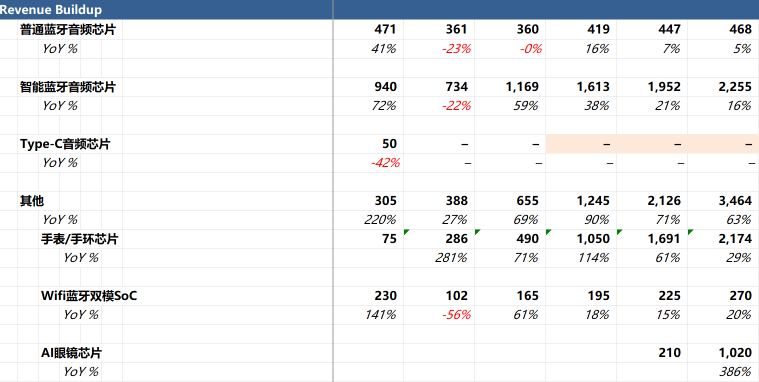 Revenue Buildup
普通蓝牙音频芯片 471 361 360 419 447 468
YoY % 41% -23% -0% 16% 7% 5%
智能蓝牙音频芯片 940 734 1,169 1,613 1,952 2,255
YoY % 72% -22% 59% 38% 21% 16%
Type-C音频芯片 50 – – – – –
YoY % -42% – – – – –
其他 305 388 655 1,245 2,126 3,464
YoY % 220% 27% 69% 90% 71% 63%
手表/手环芯片 75 286 490 1,050 1,691 2,174
YoY % 281% 71% 114% 61% 29%
Wifi蓝牙双模SoC 230 102 165 195 225 270
YoY % 141% -56% 61% 18% 15% 20%
AI眼镜芯片 210 1,020
YoY % 386%